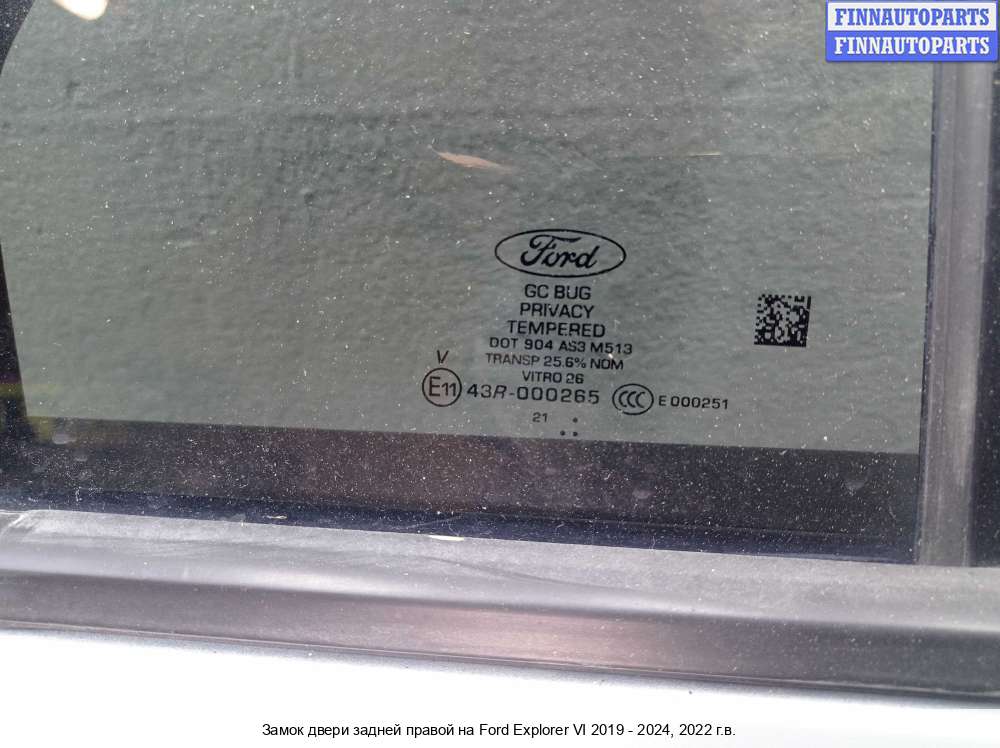 FINNAUTOPARTS
FINNAUTOPARTS
Ford
GC BUG
PRIVACY
TEMPERED
DOT 904 AS3 M513
TRANSP 25.6% NOM
VITRO 26
V
E11 43R-000265 CCC E 000251
21
Замок двери задней правой на Ford Explorer VI 2019 - 2024, 2022 г.в.